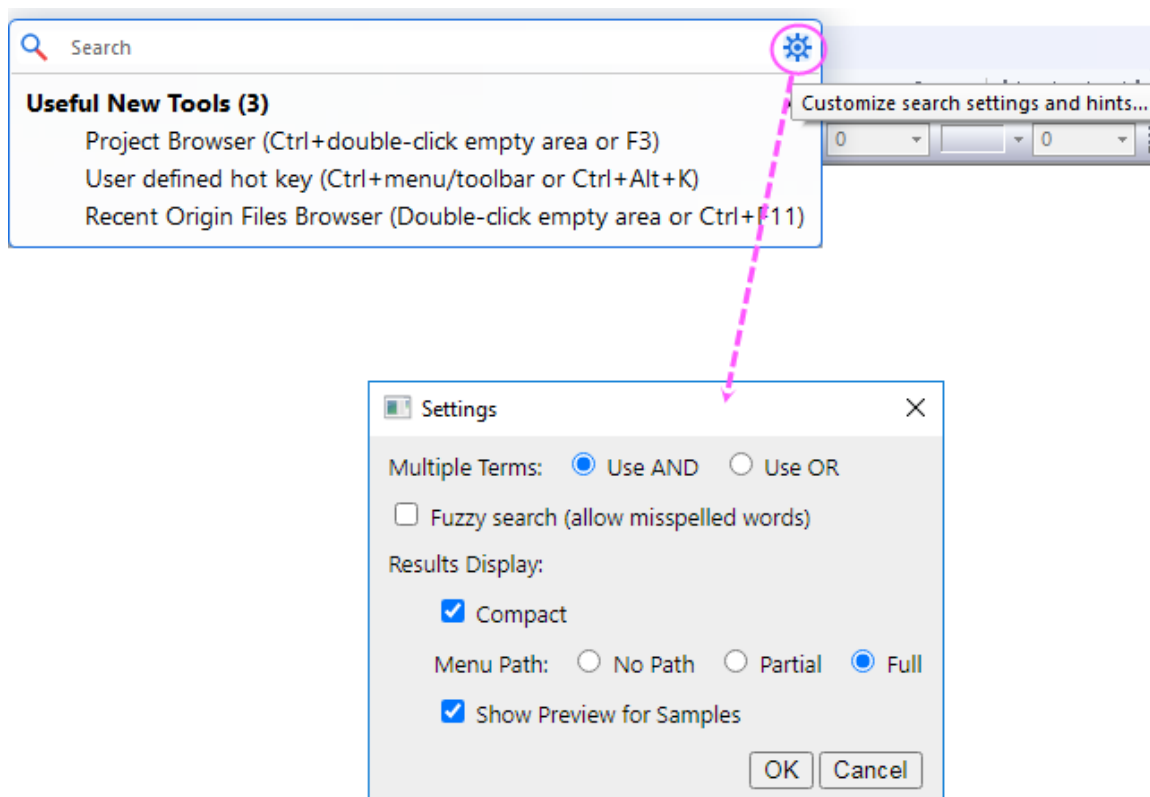 Search
Useful New Tools (3)
Customize search settings and hints...
Project Browser (Ctrl+double-click empty area or F3)
0 0
User defined hot key (Ctrl+menu/toolbar or Ctrl+Alt+K)
Recent Origin Files Browser (Double-click empty area or Ctrl+F11)
Settings
Multiple Terms: Use AND Use OR
Fuzzy search (allow misspelled words)
Results Display:
Compact
Menu Path: No Path Partial Full
Show Preview for Samples
OK Cancel